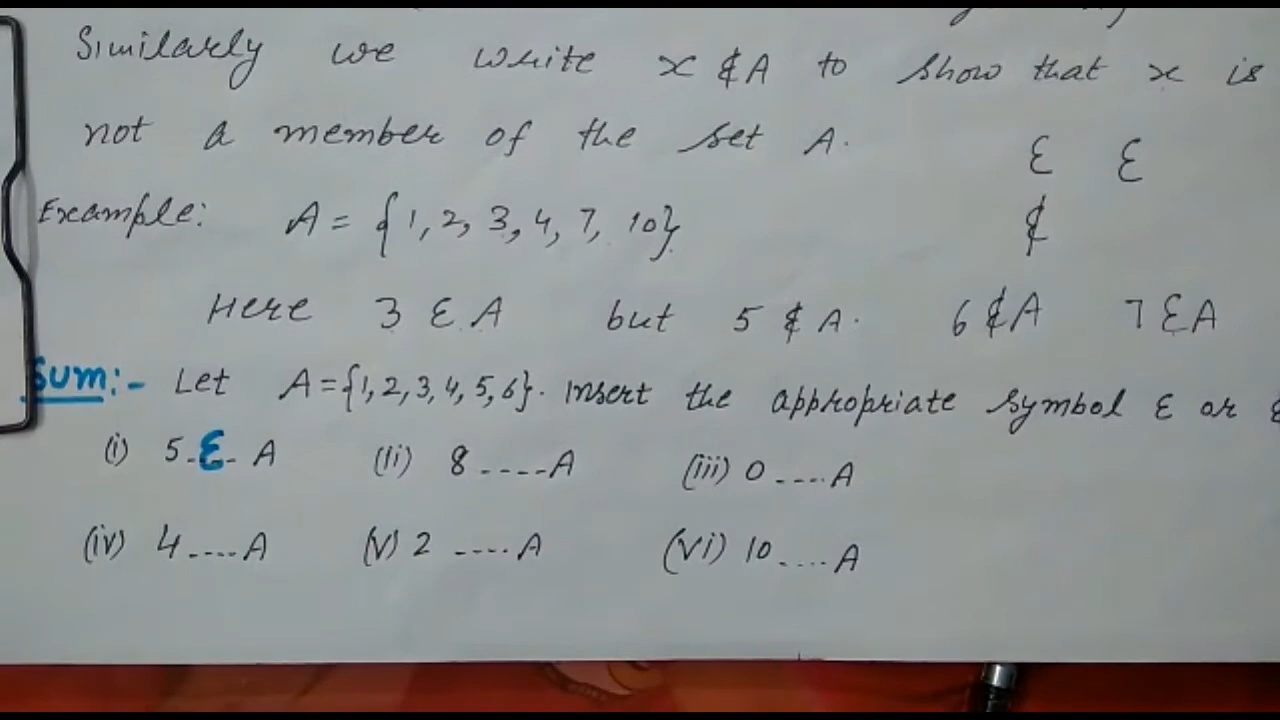 Similarly we write x ∉ A to show that x is
not a member of the set A.
ε ε
Example: A = {1, 2, 3, 4, 7, 10}
∉
Here 3 ε A but 5 ∉ A. 6 ∉ A 7 ε A
Sum:- Let A = {1, 2, 3, 4, 5, 6}. Insert the appropriate symbol ε or
(i) 5 -ε- A (ii) 8 ---- A (iii) 0 ---- A
(iv) 4 ---- A (v) 2 ---- A (vi) 10 ---- A